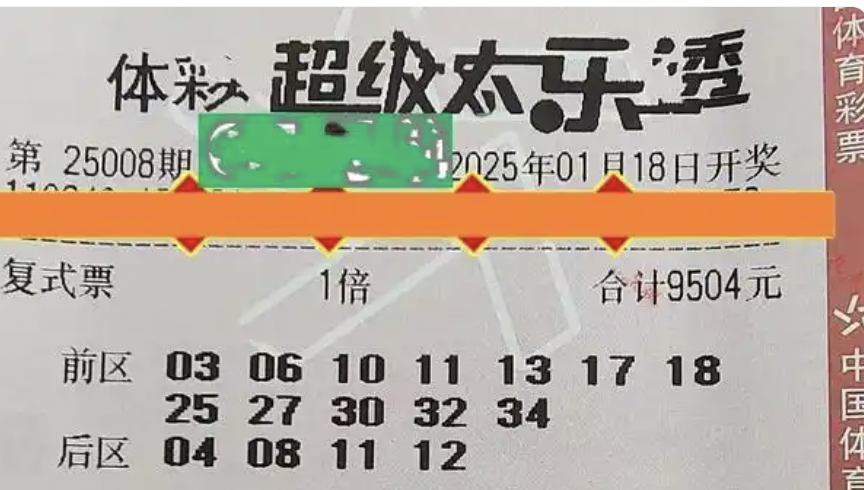 体彩 超级大乐透
第 25008期 2025年01月18日开奖
复式票 1倍 合计9504元
前区 03 06 10 11 13 17 18
25 27 30 32 34
后区 04 08 11 12
体育彩票
中国体育